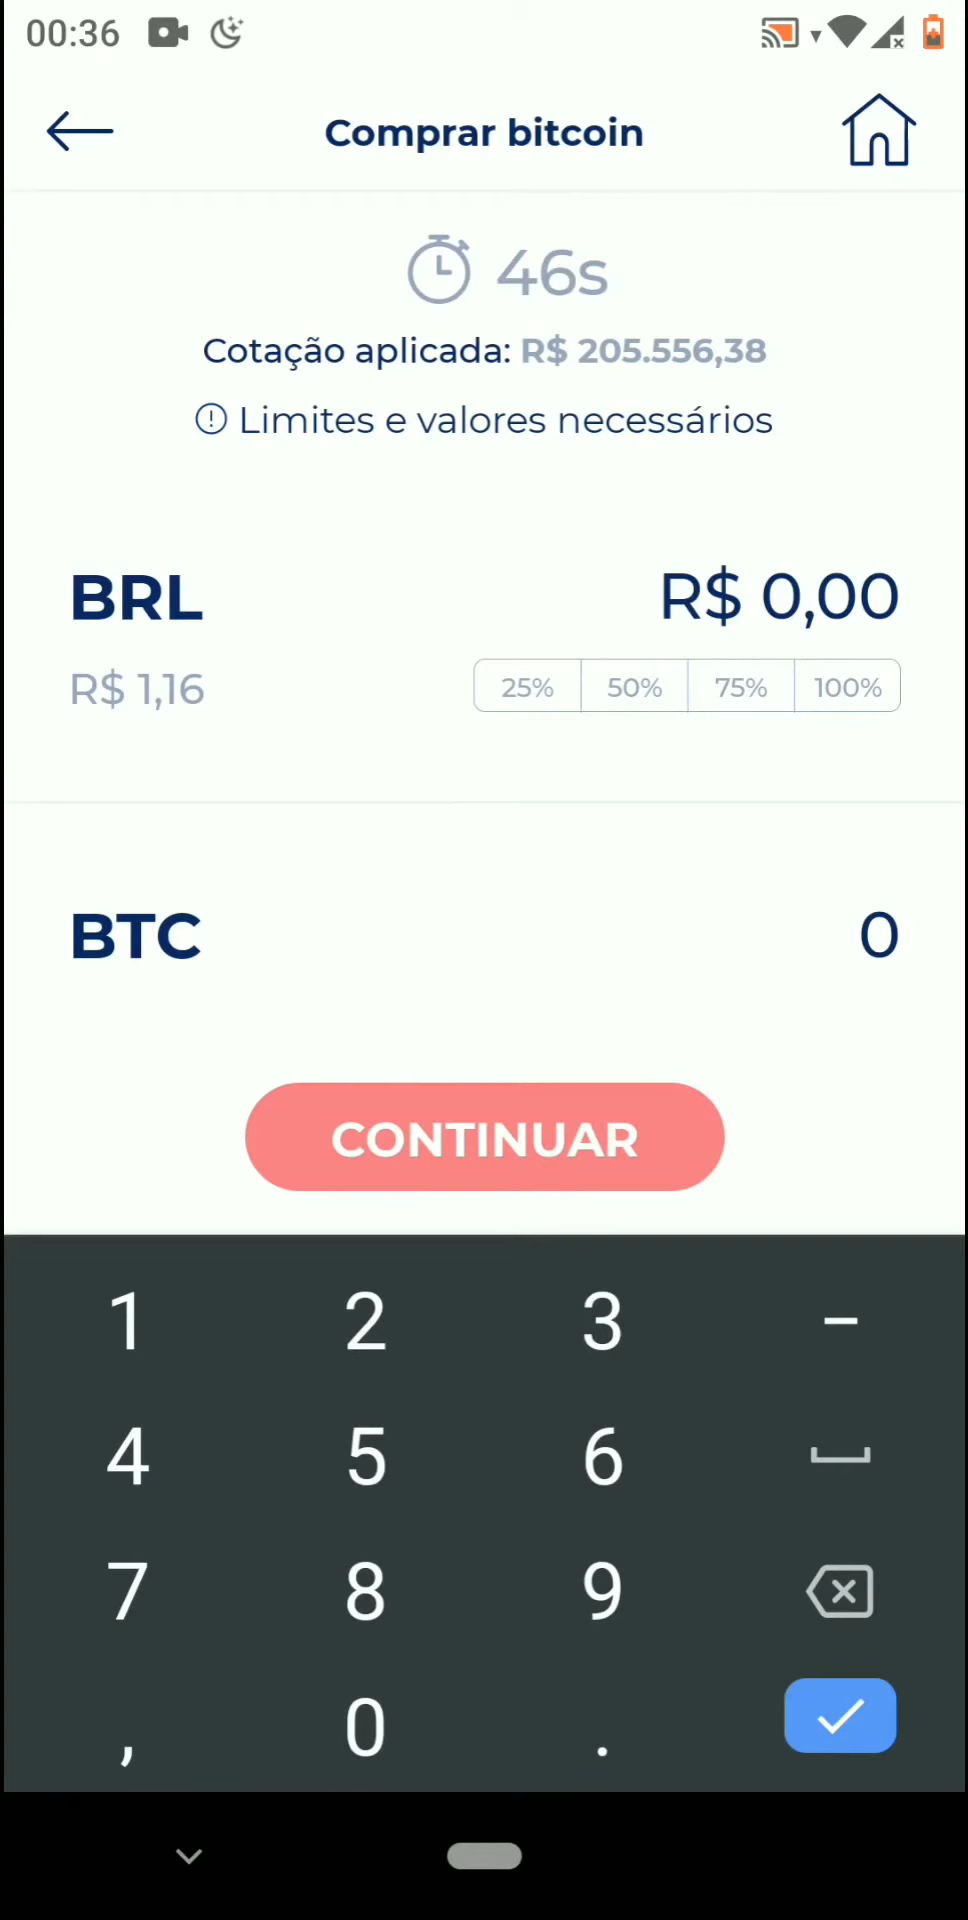 00:36
Comprar bitcoin
46s
Cotação aplicada: R$ 205.556,38
Limites e valores necessários
BRL R$ 0,00
R$ 1,16 25% 50% 75% 100%
BTC 0
CONTINUAR
1 2 3 –
4 5 6
7 8 9
, 0 .